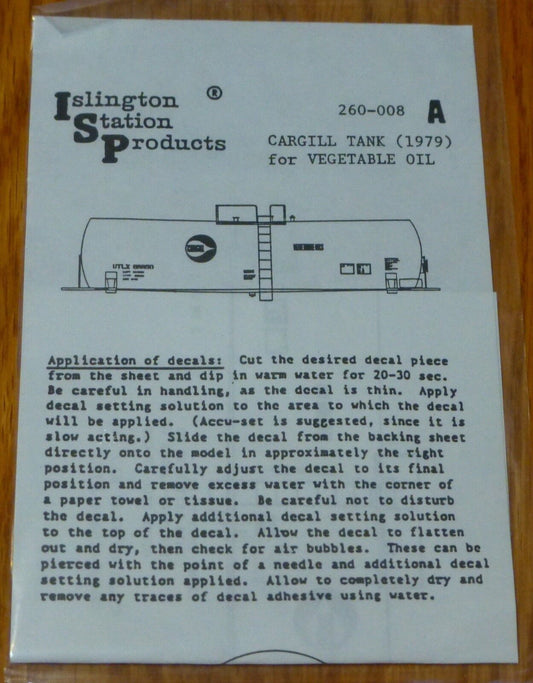 Islington ®
Station
Products
260-008 A
CARGILL TANK (1979)
for VEGETABLE OIL
UTLX
Application of decals: Cut the desired decal piece
from the sheet and dip in warm water for 20-30 sec.
Be careful in handling, as the decal is thin. Apply
decal setting solution to the area to which the decal
will be applied. (Accu-set is suggested, since it is
slow acting.) Slide the decal from the backing sheet
directly onto the model in approximately the right
position. Carefully adjust the decal to its final
position and remove excess water with the corner of
a paper towel or tissue. Be careful not to disturb
the decal. Apply additional decal setting solution
to the top of the decal. Allow the decal to flatten
out and dry, then check for air bubbles. These can be
pierced with the point of a needle and additional decal
setting solution applied. Allow to completely dry and
remove any traces of decal adhesive using water.